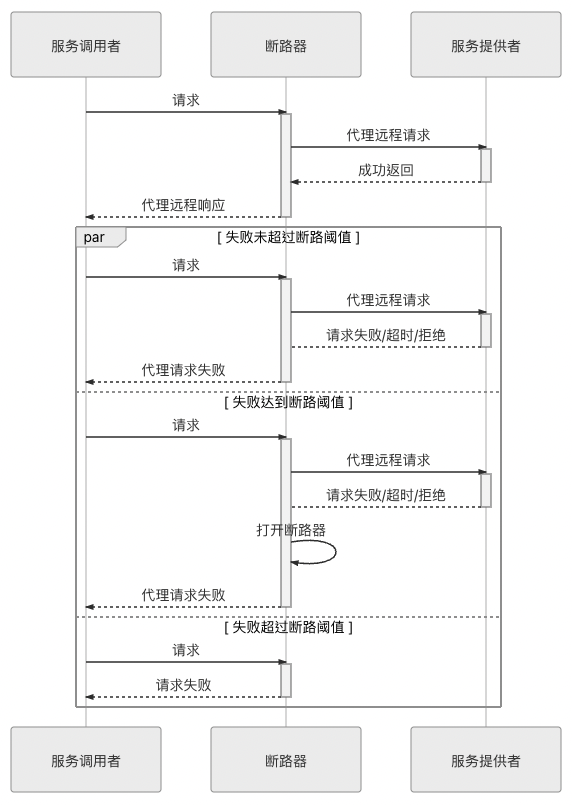 服务调用者
断路器
服务提供者
请求
代理远程请求
成功返回
代理远程响应
par
[ 失败未超过断路阈值 ]
请求
代理远程请求
请求失败/超时/拒绝
代理请求失败
[ 失败达到断路阈值 ]
请求
代理远程请求
请求失败/超时/拒绝
打开断路器
代理请求失败
[ 失败超过断路阈值 ]
请求
请求失败
服务调用者
断路器
服务提供者